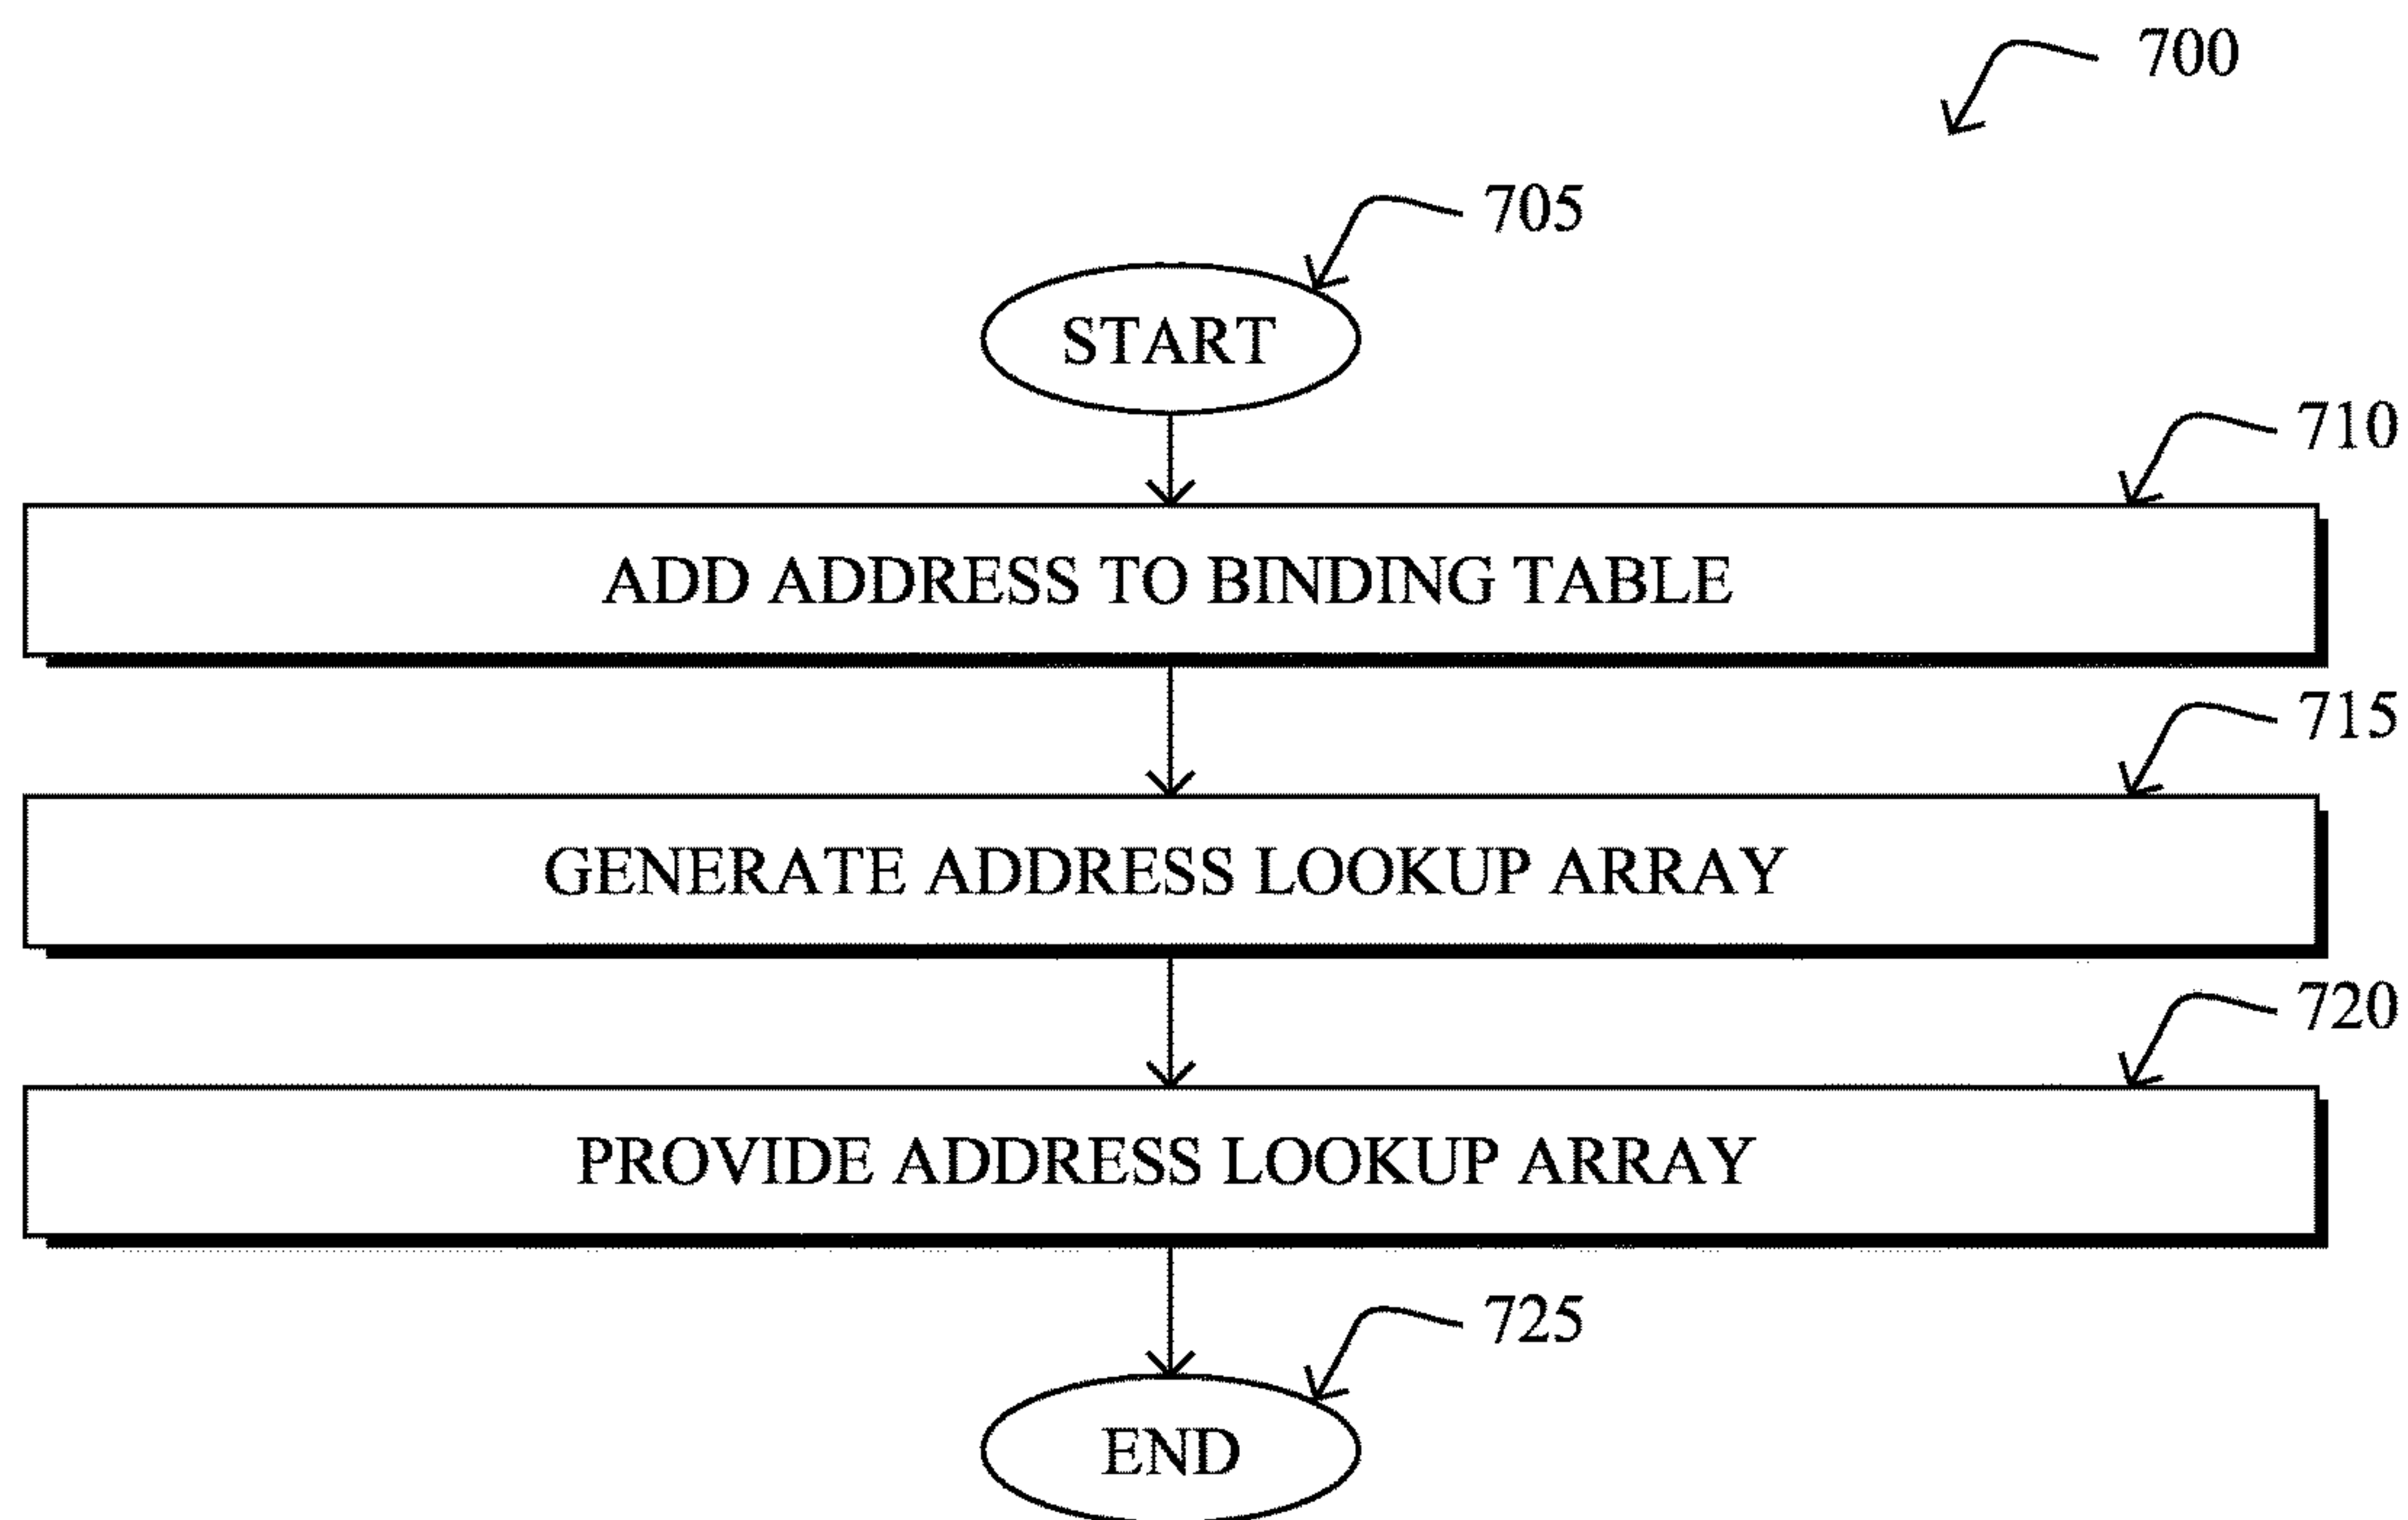 700
705
START
710
ADD ADDRESS TO BINDING TABLE
715
GENERATE ADDRESS LOOKUP ARRAY
720
PROVIDE ADDRESS LOOKUP ARRAY
725
END